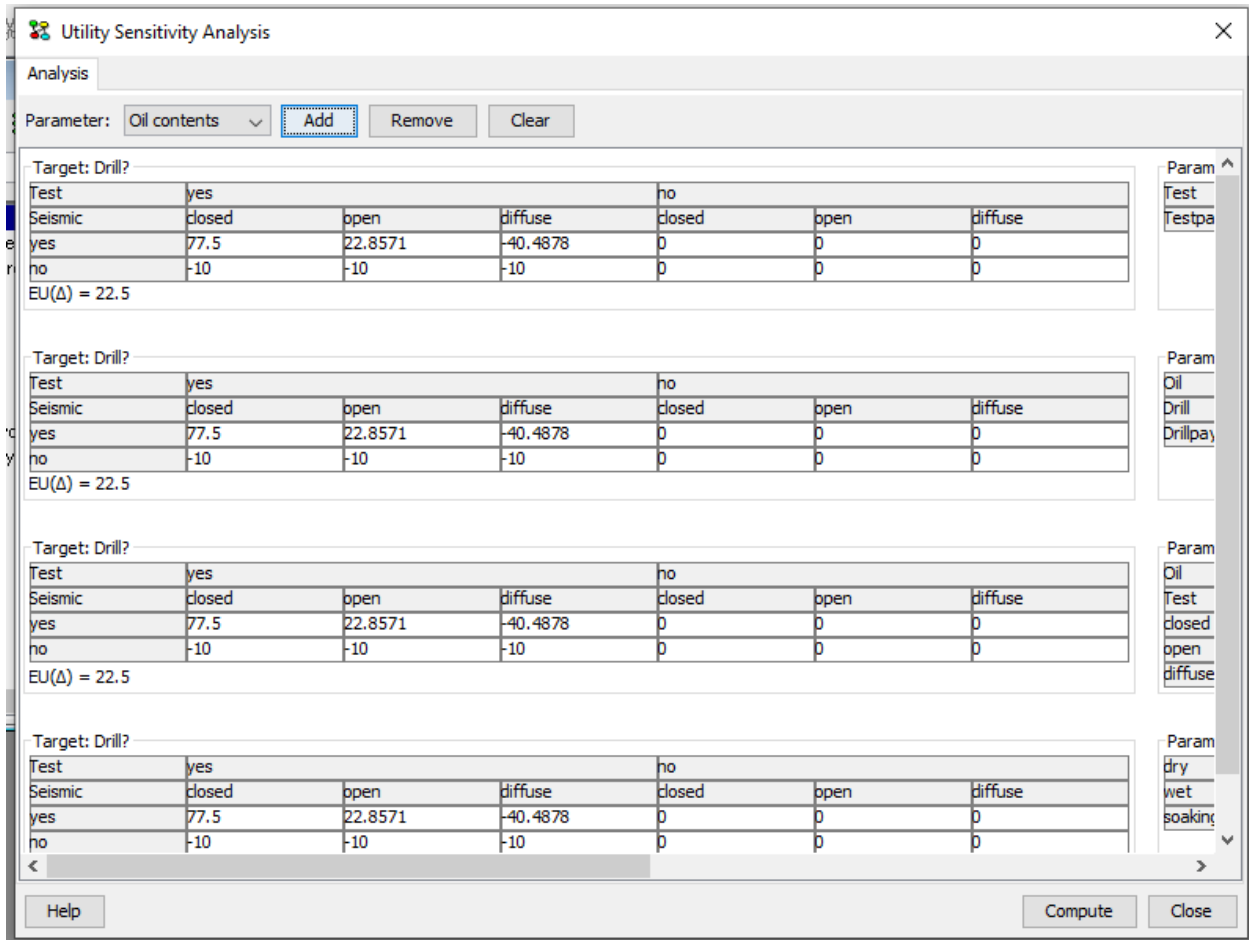 Utility Sensitivity Analysis
Analysis
Parameter: Oil contents Add Remove Clear
Target: Drill? Param
Test yes no Test
Seismic closed open diffuse closed open diffuse Testpa
yes 77.5 22.8571 -40.4878 0 0 0
no -10 -10 -10 0 0 0
EU(Δ) = 22.5
Target: Drill? Param
Test yes no Oil
Seismic closed open diffuse closed open diffuse Drill
yes 77.5 22.8571 -40.4878 0 0 0 Drillpay
no -10 -10 -10 0 0 0
EU(Δ) = 22.5
Target: Drill? Param
Test yes no Oil
Seismic closed open diffuse closed open diffuse Test
yes 77.5 22.8571 -40.4878 0 0 0 closed
no -10 -10 -10 0 0 0 open
EU(Δ) = 22.5 diffuse
Target: Drill? Param
Test yes no dry
Seismic closed open diffuse closed open diffuse wet
yes 77.5 22.8571 -40.4878 0 0 0 soaking
no -10 -10 -10 0 0 0
Help Compute Close